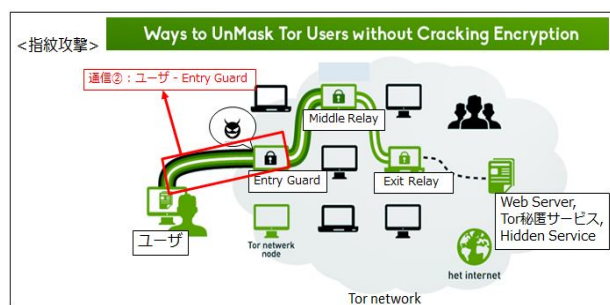 <指紋攻撃>
Ways to UnMask Tor Users without Cracking Encryption
通信②：ユーザ - Entry Guard
Middle Relay
Entry Guard
Exit Relay
ユーザ
Web Server,
Tor秘匿サービス,
Hidden Service
Tor netwerk
node
het internet
Tor network